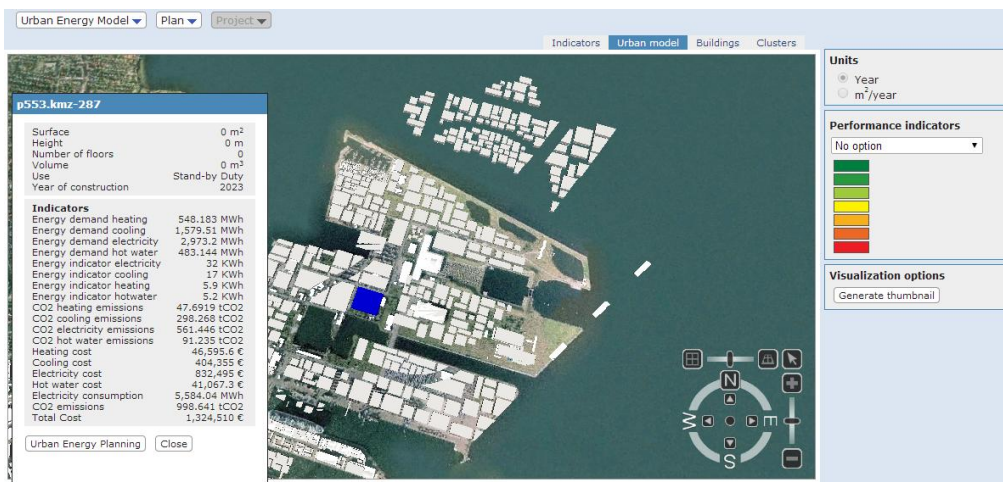 Urban Energy Model Plan Project
Indicators Urban model Buildings Clusters
p553.kmz-287
Surface 0 m²
Height 0 m
Number of floors 0
Volume 0 m³
Use Stand-by Duty
Year of construction 2023
Indicators
Energy demand heating 548.183 MWh
Energy demand cooling 1,579.51 MWh
Energy demand electricity 2,973.2 MWh
Energy demand hot water 483.144 MWh
Energy indicator electricity 32 KWh
Energy indicator cooling 17 KWh
Energy indicator heating 5.9 KWh
Energy indicator hotwater 5.2 KWh
CO2 heating emissions 47.6919 tCO2
CO2 cooling emissions 298.268 tCO2
CO2 electricity emissions 561.446 tCO2
CO2 hot water emissions 91.235 tCO2
Heating cost 46,595.6 €
Cooling cost 404,355 €
Electricity cost 832,495 €
Hot water cost 41,067.3 €
Electricity consumption 5,584.04 MWh
CO2 emissions 998.641 tCO2
Total Cost 1,324,510 €
Urban Energy Planning Close
N
W E
S
Units
Year
m²/year
Performance indicators
No option
Visualization options
Generate thumbnail